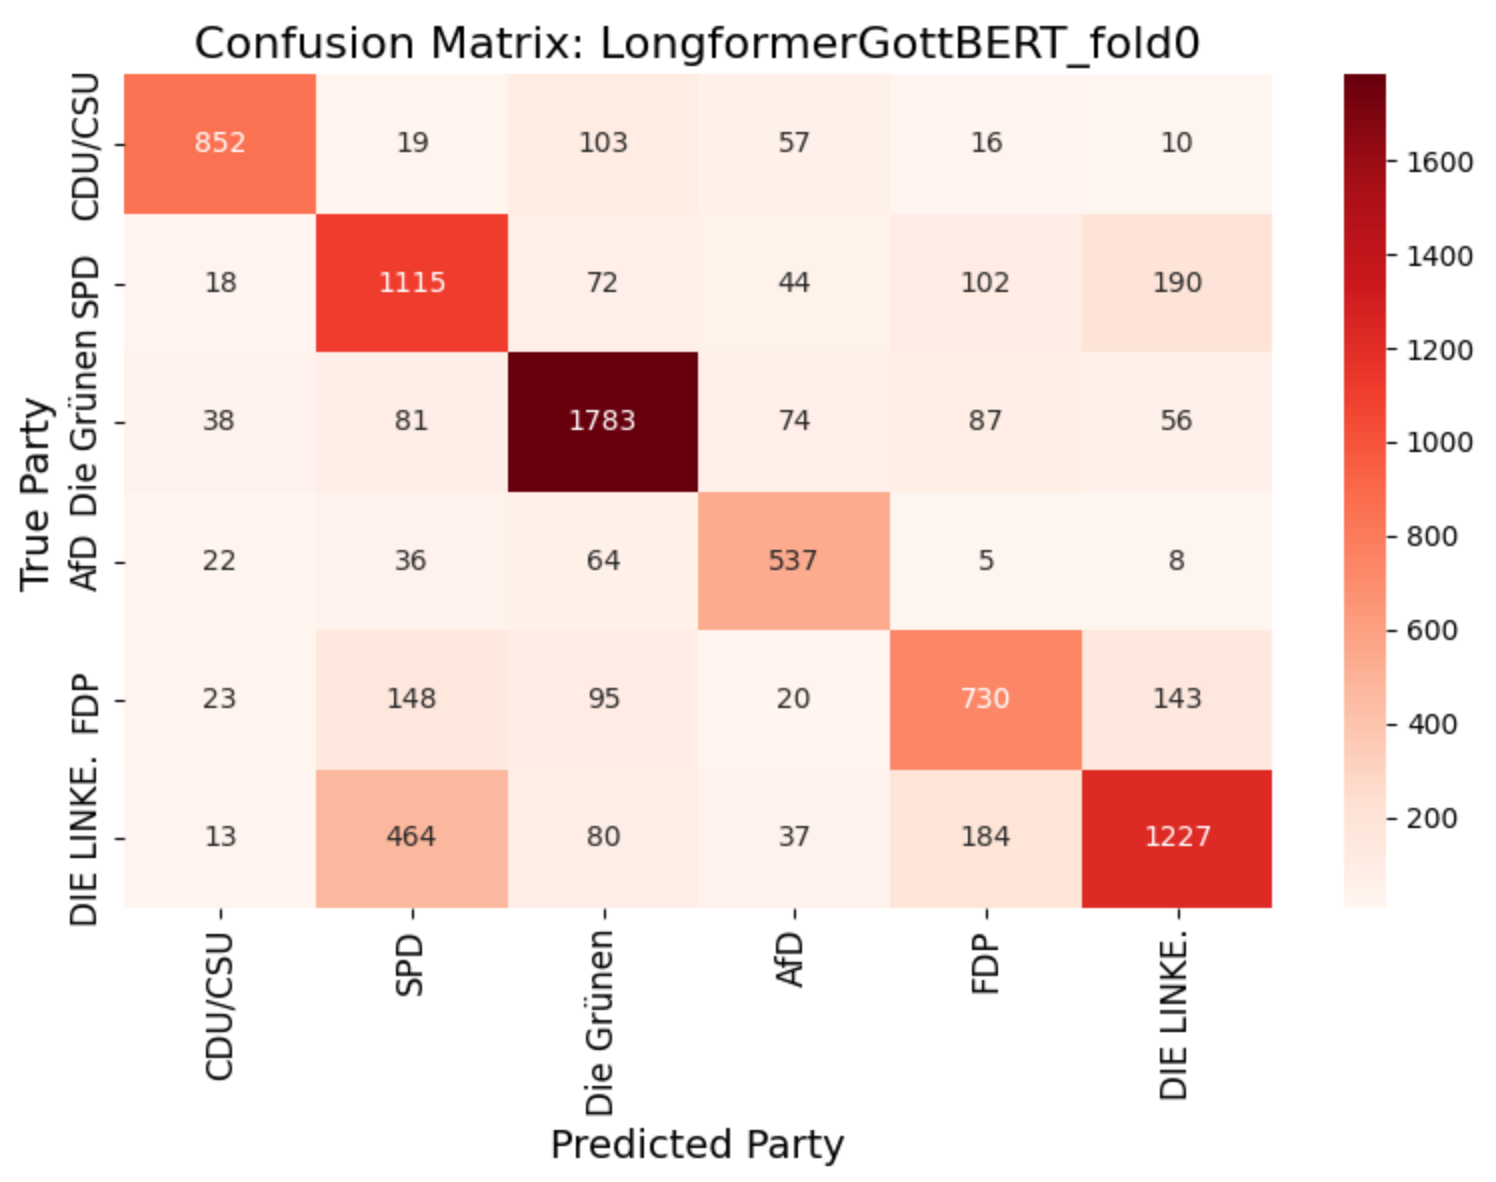 Confusion Matrix: LongformerGottBERT_fold0
True Party
CDU/CSU 852 19 103 57 16 10
SPD 18 1115 72 44 102 190
Die Grünen 38 81 1783 74 87 56
AfD 22 36 64 537 5 8
FDP 23 148 95 20 730 143
DIE LINKE. 13 464 80 37 184 1227
CDU/CSU SPD Die Grünen AfD FDP DIE LINKE.
Predicted Party
1600
1400
1200
1000
800
600
400
200